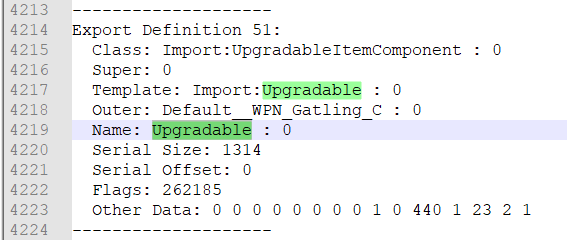 4213 --------------------
4214 Export Definition 51:
4215 Class: Import:UpgradableItemComponent : 0
4216 Super: 0
4217 Template: Import:Upgradable : 0
4218 Outer: Default__WPN_Gatling_C : 0
4219 Name: Upgradable : 0
4220 Serial Size: 1314
4221 Serial Offset: 0
4222 Flags: 262185
4223 Other Data: 0 0 0 0 0 0 0 0 1 0 440 1 23 2 1
4224 --------------------